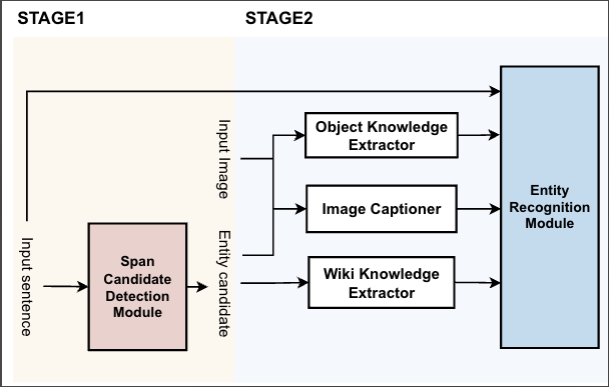 STAGE1
STAGE2
Input sentence
Span
Candidate
Detection
Module
Input Image
Entity candidate
Object Knowledge
Extractor
Image Captioner
Wiki Knowledge
Extractor
Entity
Recognition
Module